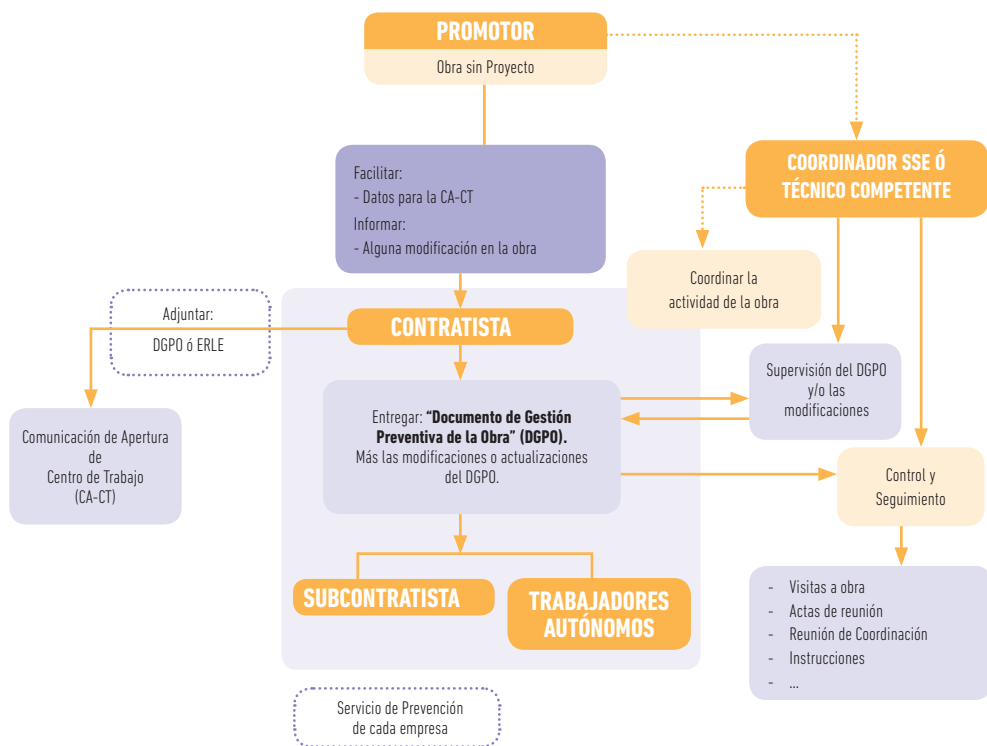 PROMOTOR
Obra sin Proyecto
Facilitar:
- Datos para la CA-CT
Informar:
- Alguna modificación en la obra
COORDINADOR SSE Ó
TÉCNICO COMPETENTE
Coordinar la
actividad de la obra
Adjuntar:
DGPO ó ERLE
CONTRATISTA
Supervisión del DGPO
y/o las
modificaciones
Entregar: “Documento de Gestión
Preventiva de la Obra” (DGPO).
Más las modificaciones o actualizaciones
del DGPO.
Comunicación de Apertura
de
Centro de Trabajo
(CA-CT)
Control y
Seguimiento
SUBCONTRATISTA
TRABAJADORES
AUTÓNOMOS
- Visitas a obra
- Actas de reunión
- Reunión de Coordinación
- Instrucciones
- ...
Servicio de Prevención
de cada empresa